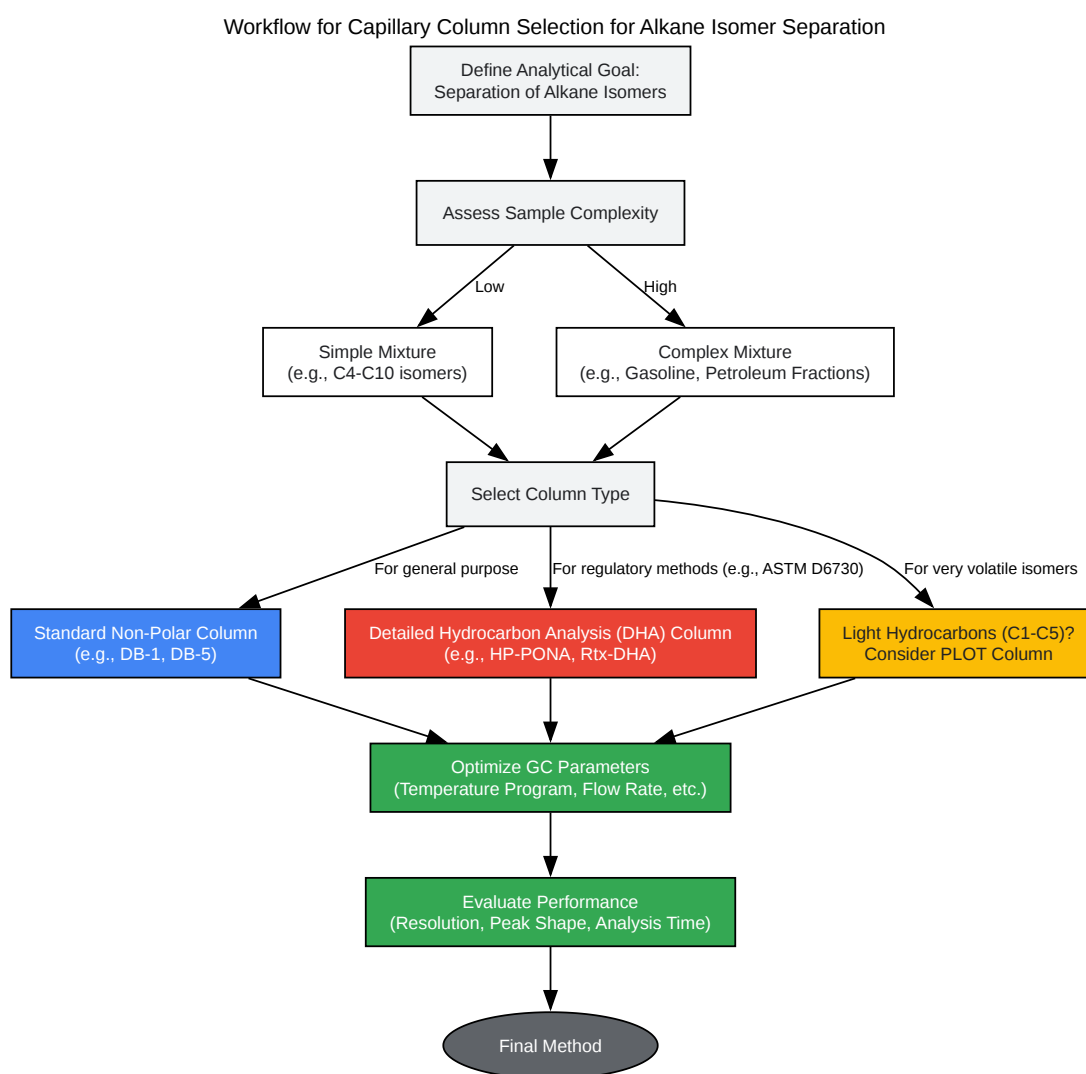 Workflow for Capillary Column Selection for Alkane Isomer Separation
Define Analytical Goal:
Separation of Alkane Isomers
Assess Sample Complexity
Low
High
Simple Mixture
(e.g., C4-C10 isomers)
Complex Mixture
(e.g., Gasoline, Petroleum Fractions)
Select Column Type
For general purpose
For regulatory methods (e.g., ASTM D6730)
For very volatile isomers
Standard Non-Polar Column
(e.g., DB-1, DB-5)
Detailed Hydrocarbon Analysis (DHA) Column
(e.g., HP-PONA, Rtx-DHA)
Light Hydrocarbons (C1-C5)?
Consider PLOT Column
Optimize GC Parameters
(Temperature Program, Flow Rate, etc.)
Evaluate Performance
(Resolution, Peak Shape, Analysis Time)
Final Method